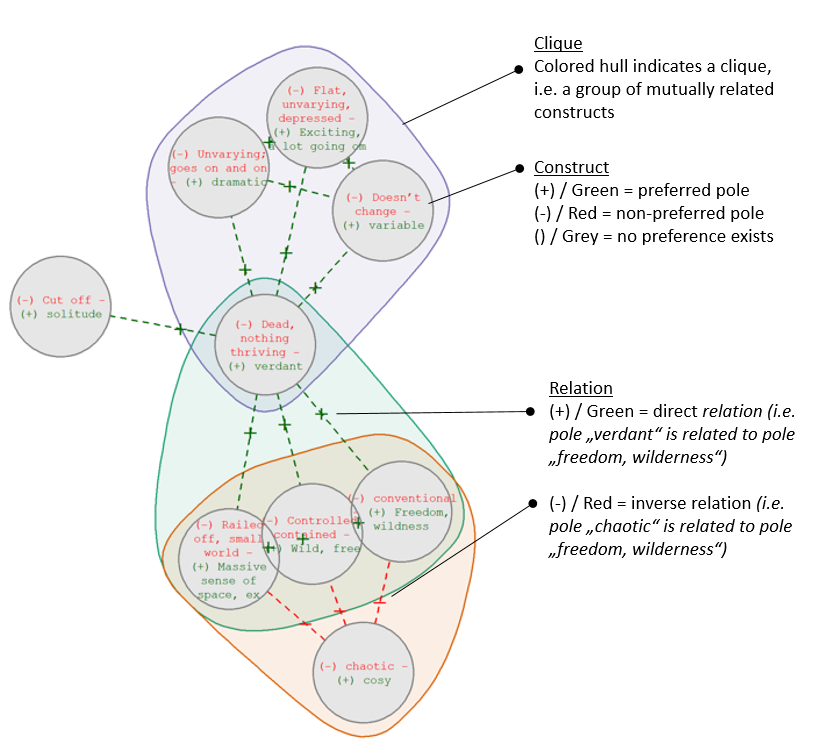 Clique
Colored hull indicates a clique,
i.e. a group of mutually related
constructs
(-) Flat,
unvarying,
depressed -
(+) Exciting,
a lot going on
(-) Unvarying;
goes on and on
- (+) dramatic
Construct
(+) / Green = preferred pole
(-) / Red = non-preferred pole
() / Grey = no preference exists
(-) Doesn't
change -
(+) variable
(-) Cut off -
(+) solitude
(-) Dead,
nothing
thriving -
(+) verdant
Relation
(+) / Green = direct relation (i.e.
pole „verdant“ is related to pole
„freedom, wilderness“)
(-) / Red = inverse relation (i.e.
pole „chaotic“ is related to pole
„freedom, wilderness“)
(-) conventional
(+) Freedom,
wildness
(-) Controlled
contained -
(+) Wild, free
(-) Railed
off, small
world -
(+) Massive
sense of
space, ex
(-) chaotic -
(+) cosy